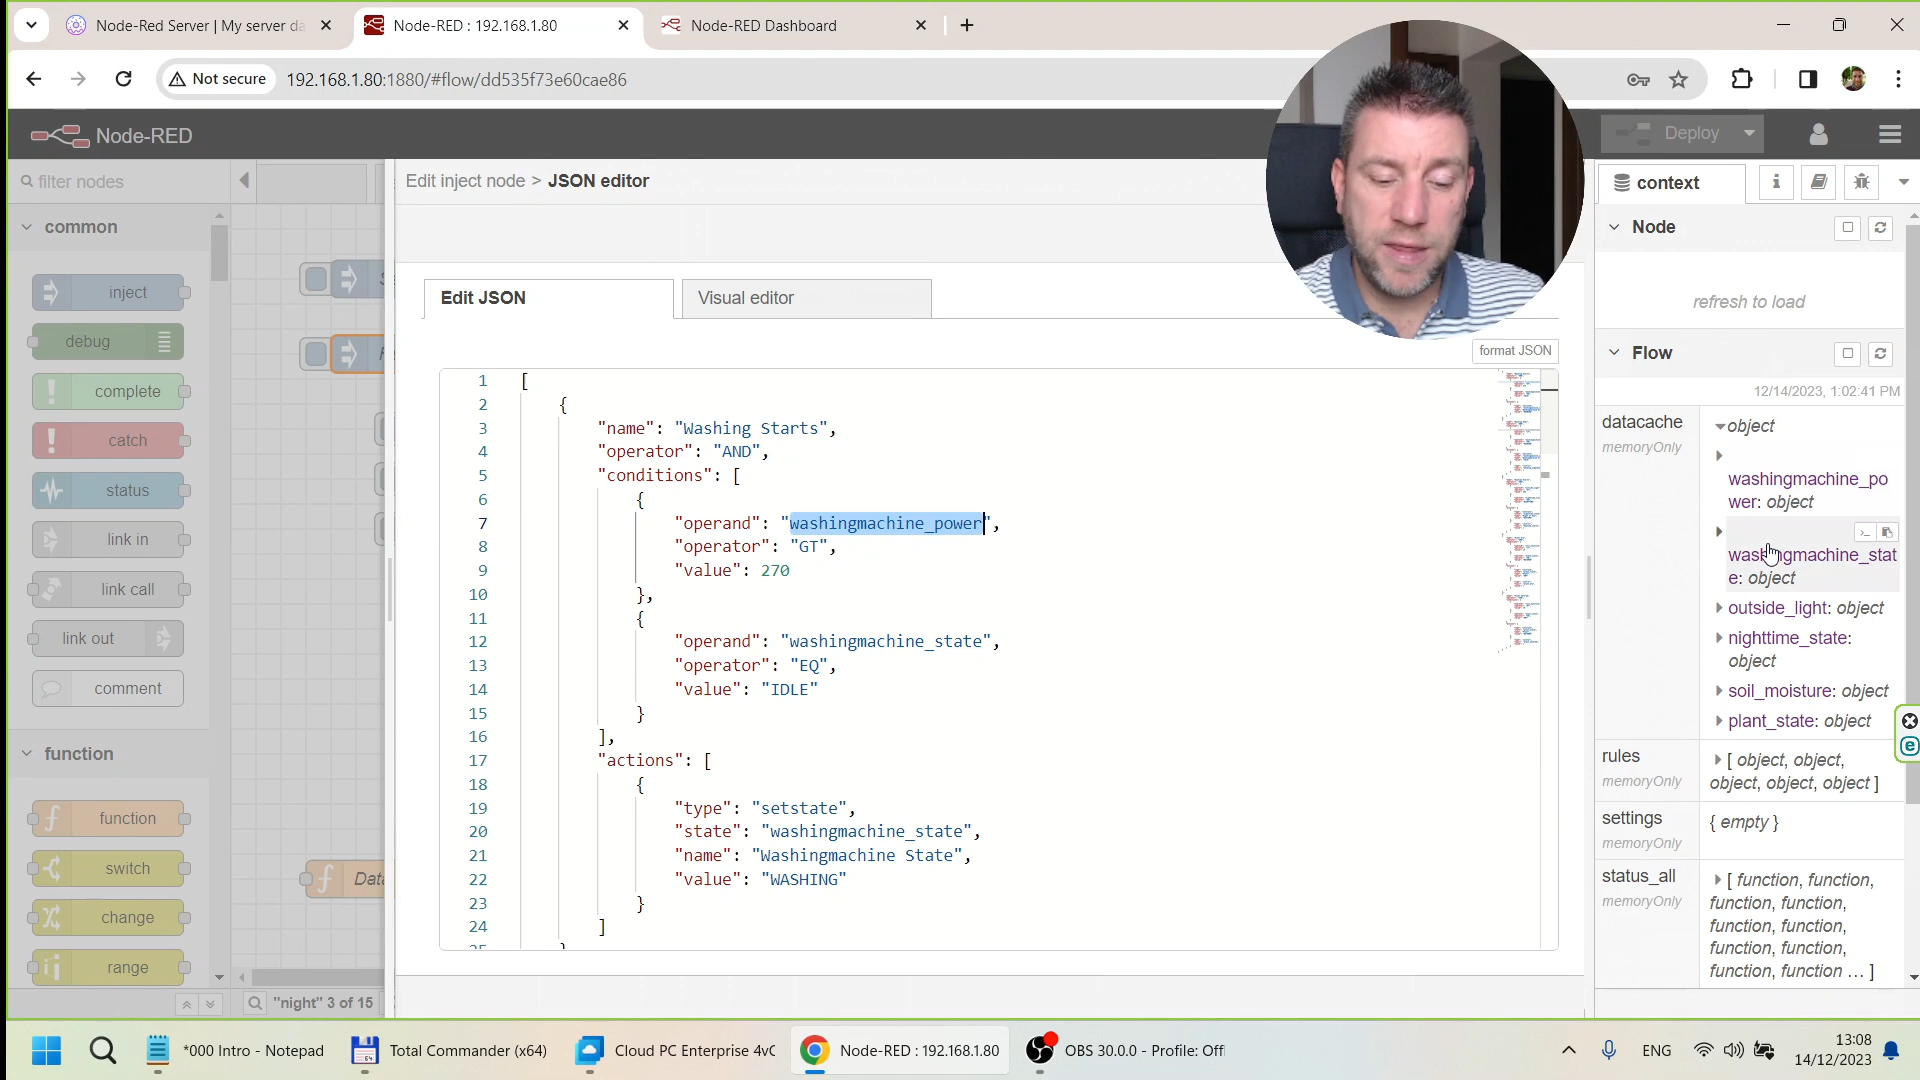 Node-Red Server | My server da
Node-RED : 192.168.1.80
Node-RED Dashboard
Not secure
192.168.1.80:1880/#flow/dd535f73e60cae86
Node-RED
Deploy
filter nodes
Edit inject node > JSON editor
context
common
Node
inject
refresh to load
Edit JSON
Visual editor
debug
format JSON
Flow
complete
12/14/2023, 1:02:41 PM
catch
status
link in
link call
link out
comment
function
function
switch
change
range
Data
"night" 3 of 15
1 [
2 {
3 "name": "Washing Starts",
4 "operator": "AND",
5 "conditions": [
6 {
7 "operand": "washingmachine_power",
8 "operator": "GT",
9 "value": 270
10 },
11 {
12 "operand": "washingmachine_state",
13 "operator": "EQ",
14 "value": "IDLE"
15 }
16 ],
17 "actions": [
18 {
19 "type": "setstate",
20 "state": "washingmachine_state",
21 "name": "Washingmachine State",
22 "value": "WASHING"
23 }
24 ]
25 }
datacache
memoryOnly
object
washingmachine_po
wer: object
washingmachine_stat
e: object
outside_light: object
nighttime_state:
object
soil_moisture: object
plant_state: object
rules
memoryOnly
[ object, object,
object, object, object ]
settings
memoryOnly
{ empty }
status_all
memoryOnly
[ function, function,
function, function,
function, function,
function, function,
function, function ... ]
*000 Intro - Notepad
Total Commander (x64)
Cloud PC Enterprise 4vC
Node-RED : 192.168.1.80
OBS 30.0.0 - Profile: Off
ENG
13:08
14/12/2023